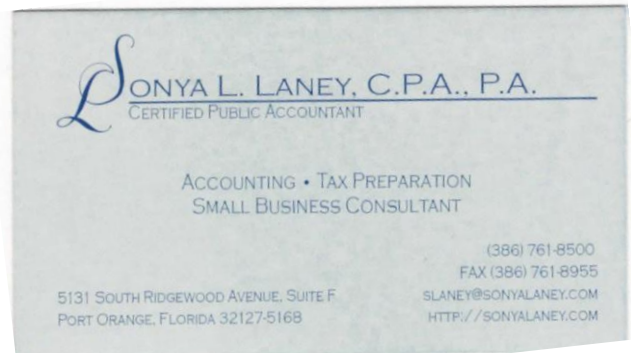 SONYA L. LANEY, C.P.A., P.A.
CERTIFIED PUBLIC ACCOUNTANT
ACCOUNTING • TAX PREPARATION
SMALL BUSINESS CONSULTANT
(386) 761-8500
FAX (386) 761-8955
5131 SOUTH RIDGEWOOD AVENUE, SUITE F
SLANEY@SONYALANEY.COM
PORT ORANGE, FLORIDA 32127-5168
HTTP://SONYALANEY.COM